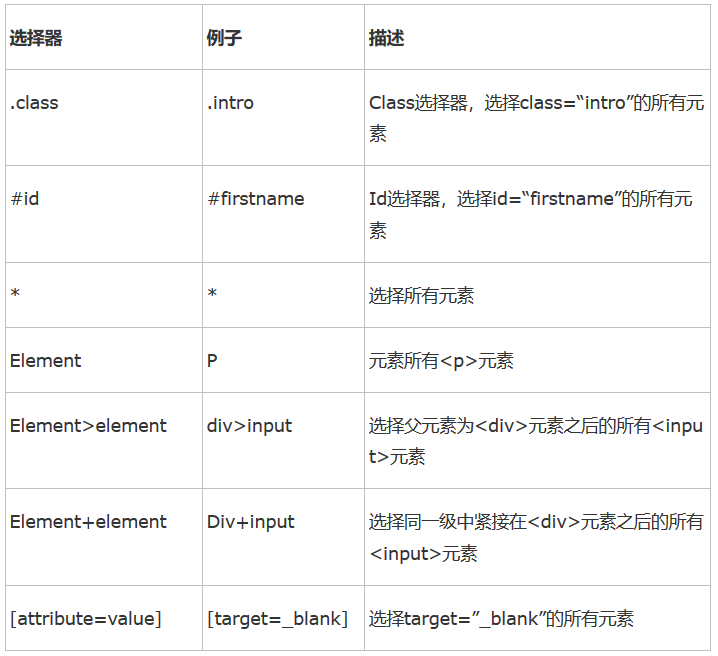 选择器 例子 描述
.class .intro Class选择器，选择class=“intro”的所有元
素
#id #firstname Id选择器，选择id=“firstname”的所有元
素
* * 选择所有元素
Element P 元素所有<p>元素
Element>element div>input 选择父元素为<div>元素之后的所有<inpu
t>元素
Element+element Div+input 选择同一级中紧接在<div>元素之后的所有
<input>元素
[attribute=value] [target=_blank] 选择target=”_blank”的所有元素